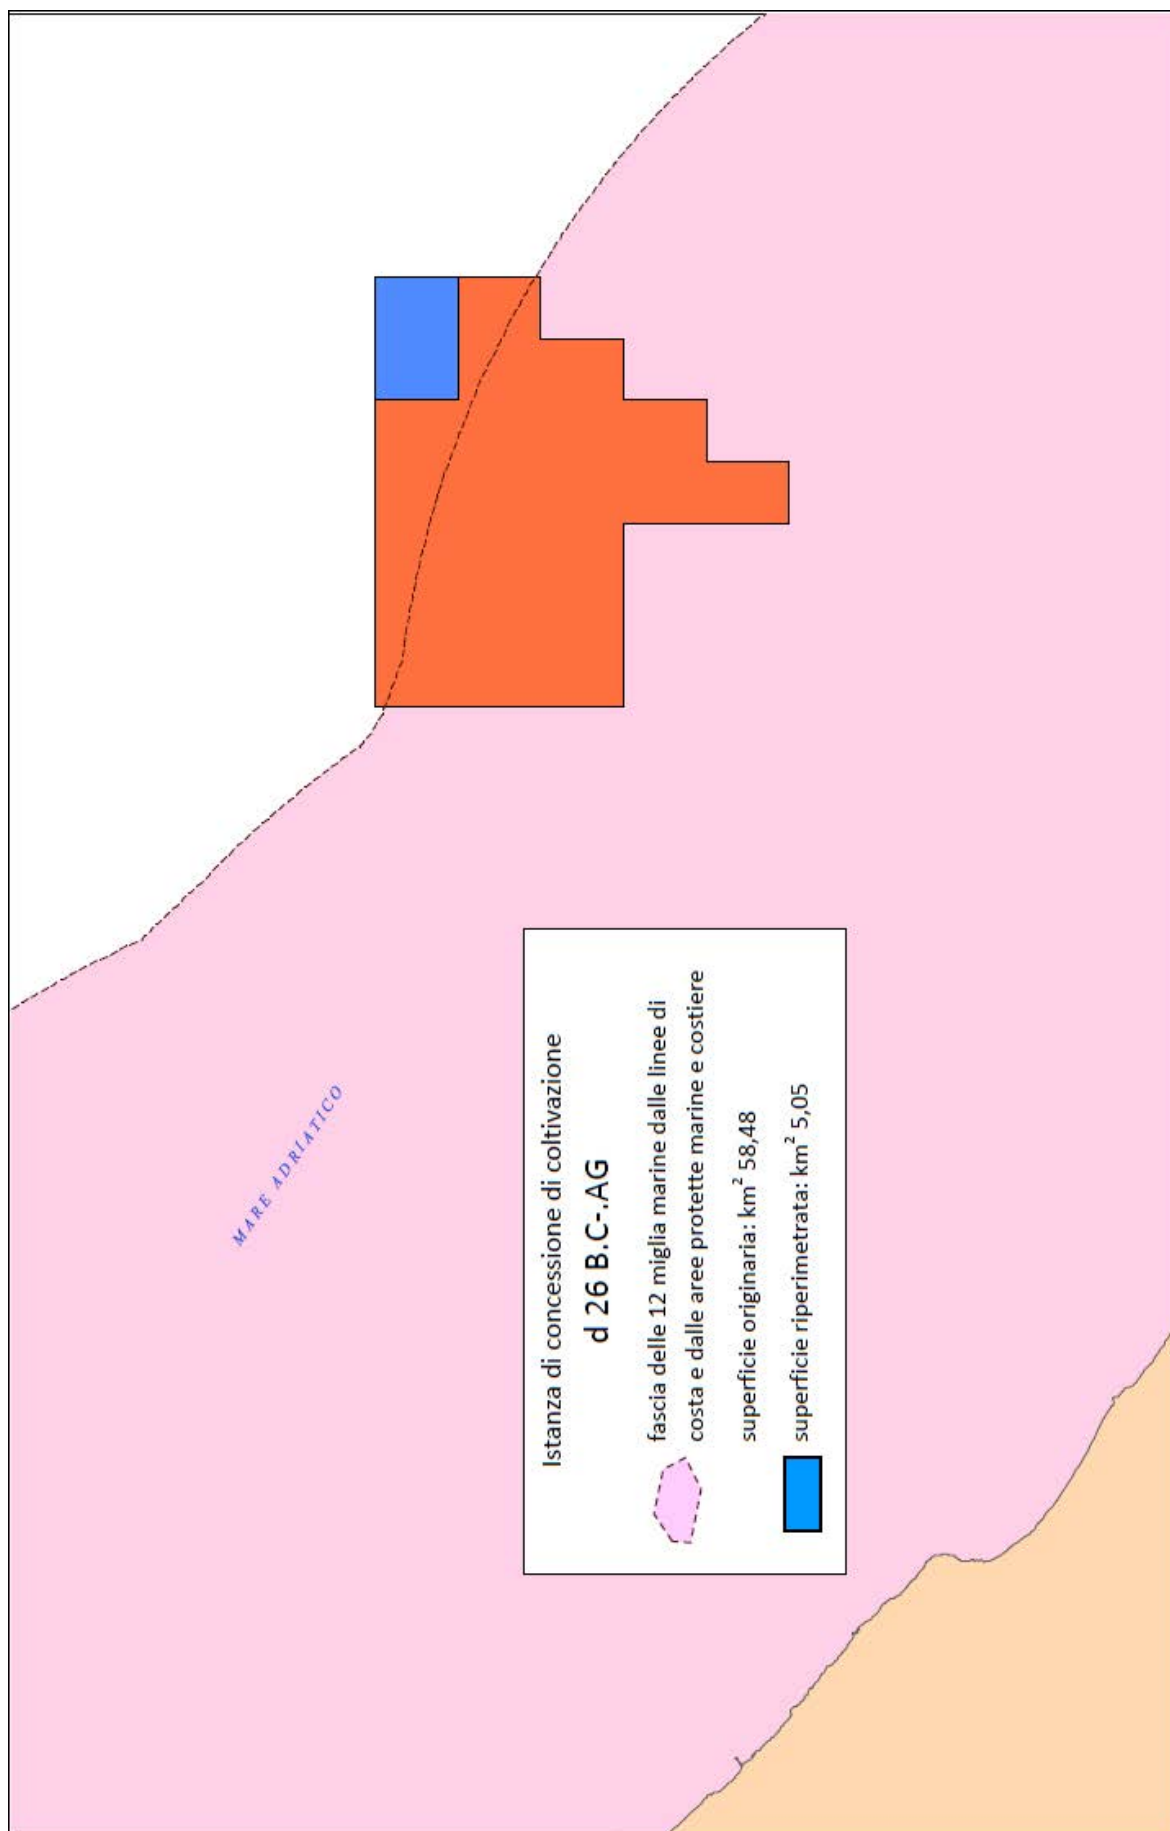 MARE ADRIATICO
Istanza di concessione di coltivazione
d 26 B.C-.AG
fascia delle 12 miglia marine dalle linee di
costa e dalle aree protette marine e costiere
superficie originaria: km² 58,48
superficie riperimetrata: km² 5,05